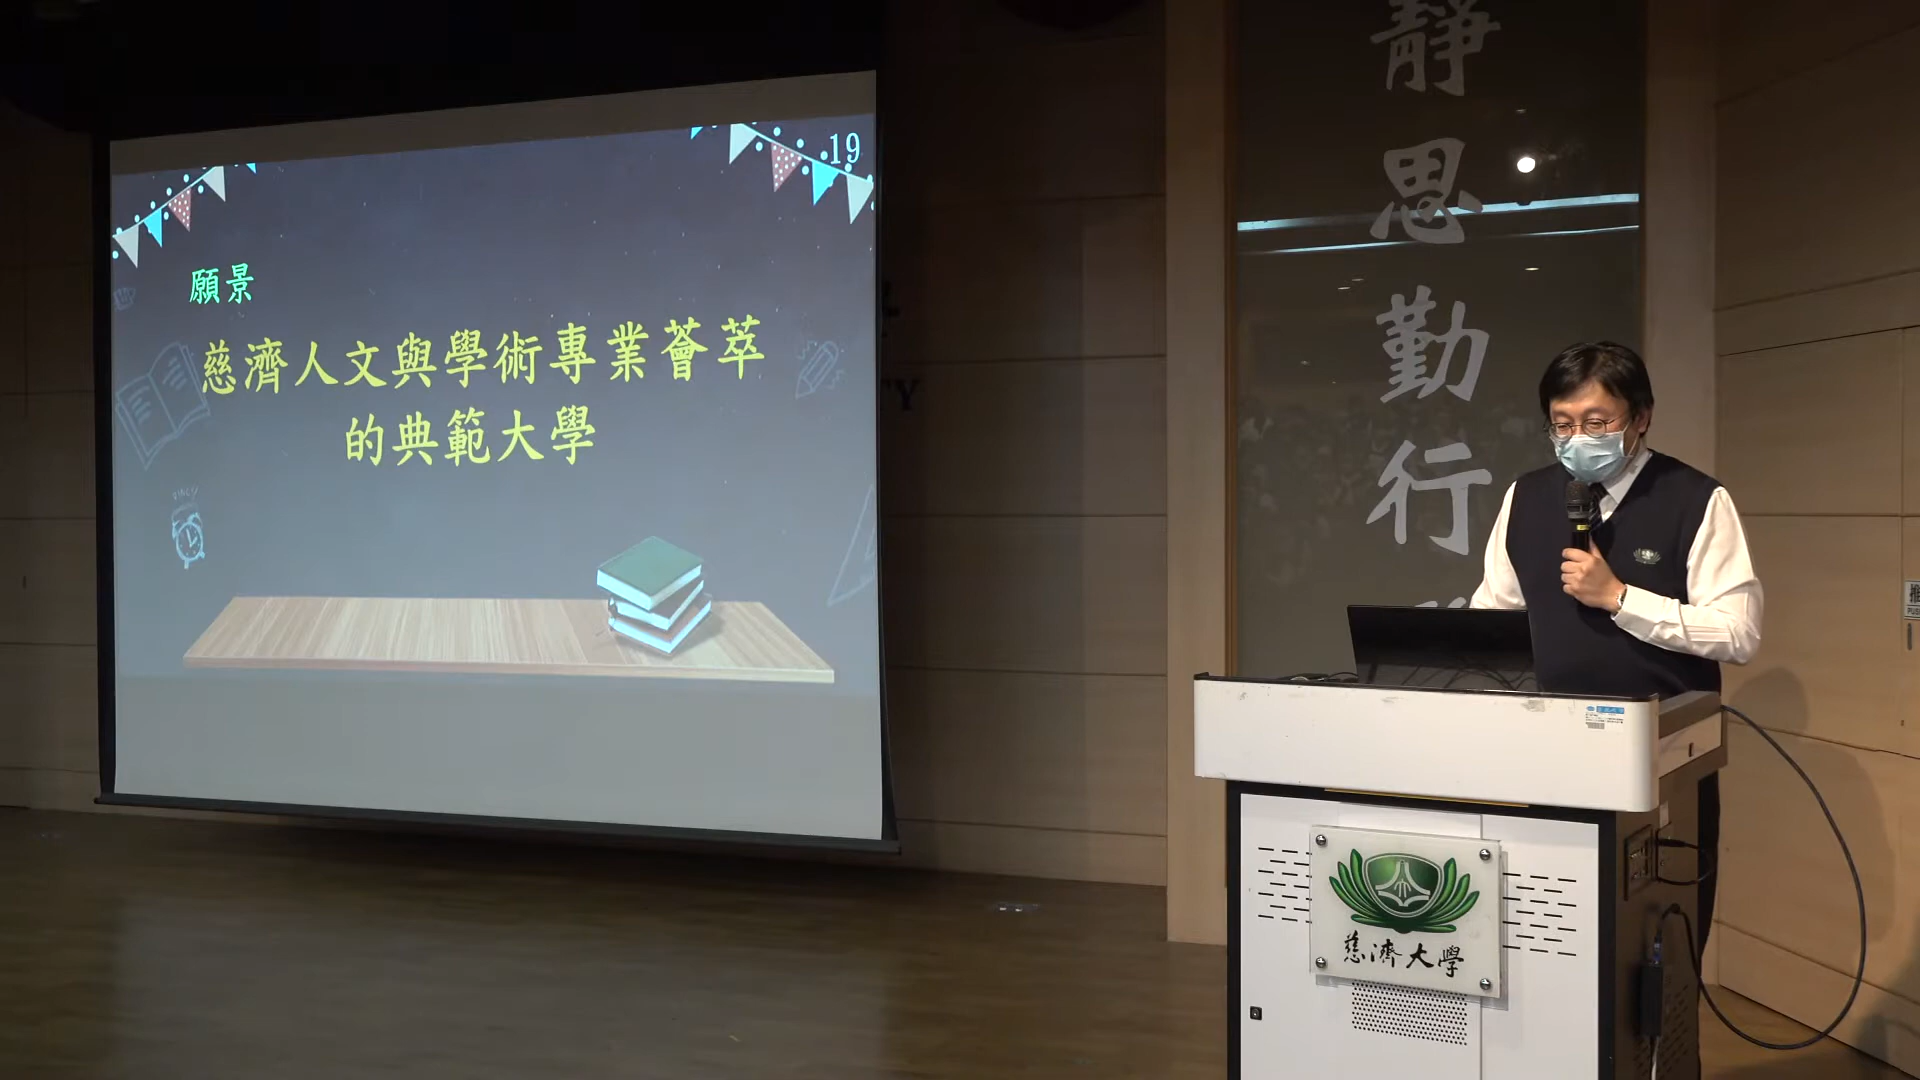 19
願景
慈濟人文與學術專業薈萃
的典範大學
靜思勤行
慈濟大學
推